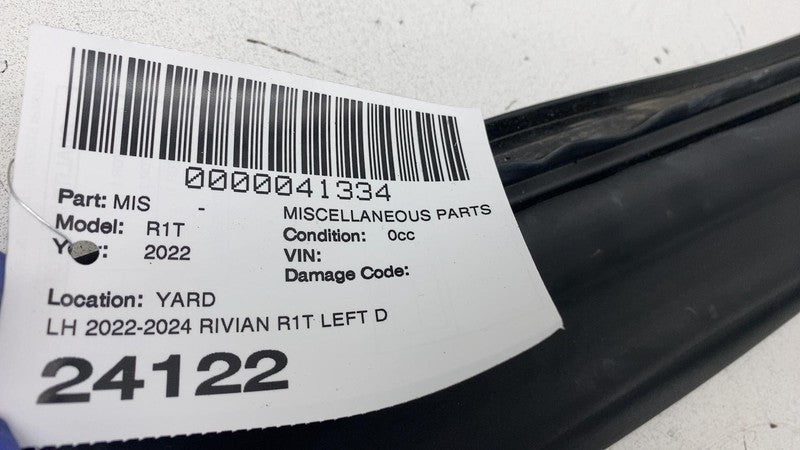 0000041334
Part: MIS - MISCELLANEOUS PARTS
Model: R1T Condition: 0cc
2022 VIN:
Damage Code:
Location: YARD
LH 2022-2024 RIVIAN R1T LEFT D
24122